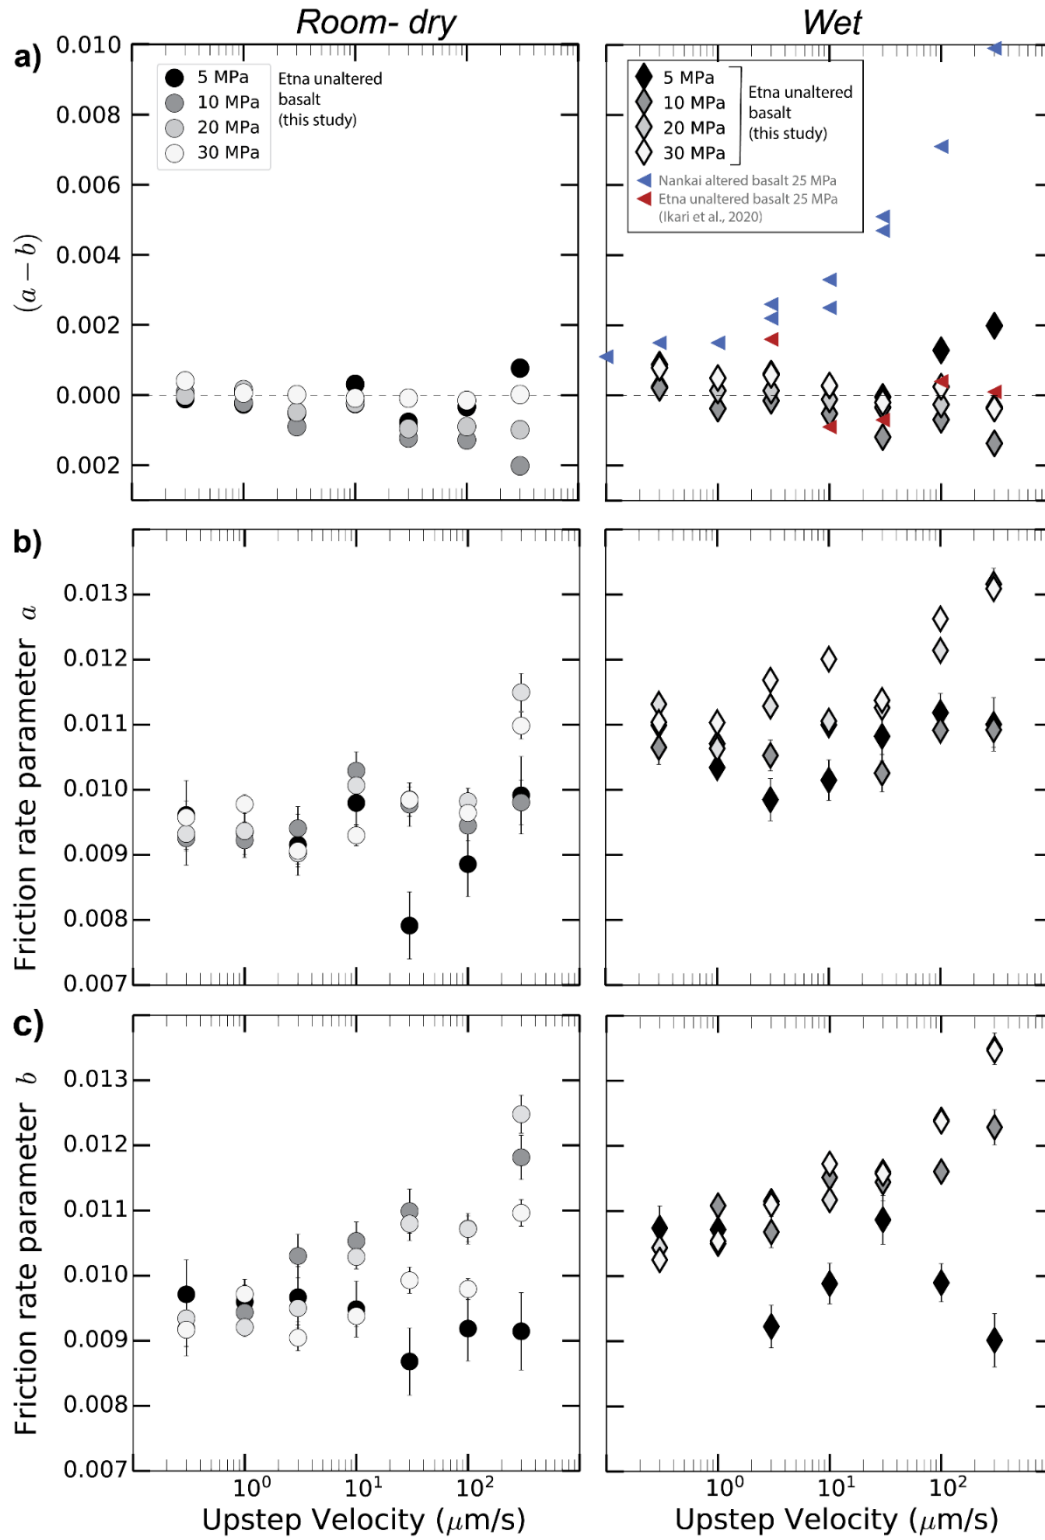 Room- dry
Wet
a)
0.010
0.008
0.006
0.004
0.002
0.000
0.002
(a − b)
5 MPa
10 MPa
20 MPa
30 MPa
Etna unaltered
basalt
(this study)
5 MPa
10 MPa
20 MPa
30 MPa
Etna unaltered
basalt
(this study)
Nankai altered basalt 25 MPa
Etna unaltered basalt 25 MPa
(Ikari et al., 2020)
b)
0.013
0.012
0.011
0.010
0.009
0.008
0.007
Friction rate parameter a
c)
0.013
0.012
0.011
0.010
0.009
0.008
0.007
Friction rate parameter b
10⁰ 10¹ 10²
10⁰ 10¹ 10²
Upstep Velocity (μm/s)
Upstep Velocity (μm/s)